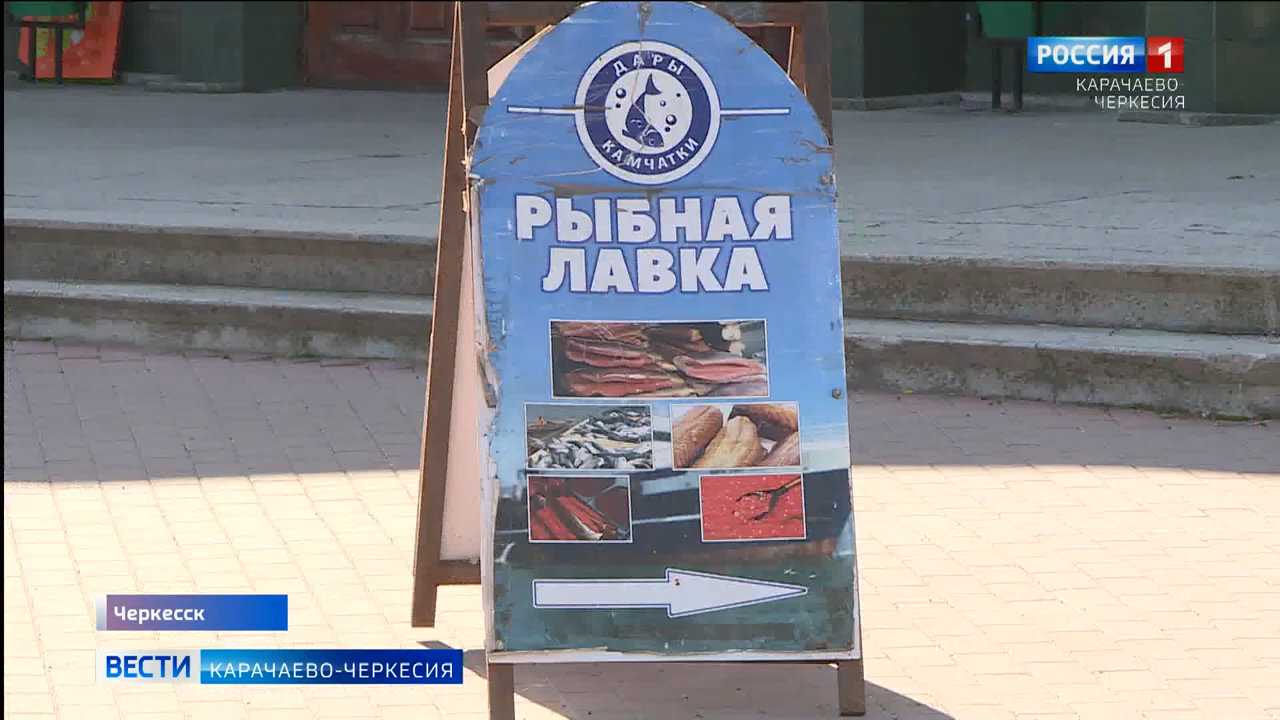 РОССИЯ 1
КАРАЧАЕВО-
ЧЕРКЕСИЯ
ДАРЫ
КАМЧАТКИ
РЫБНАЯ
ЛАВКА
Черкесск
ВЕСТИ КАРАЧАЕВО-ЧЕРКЕСИЯ